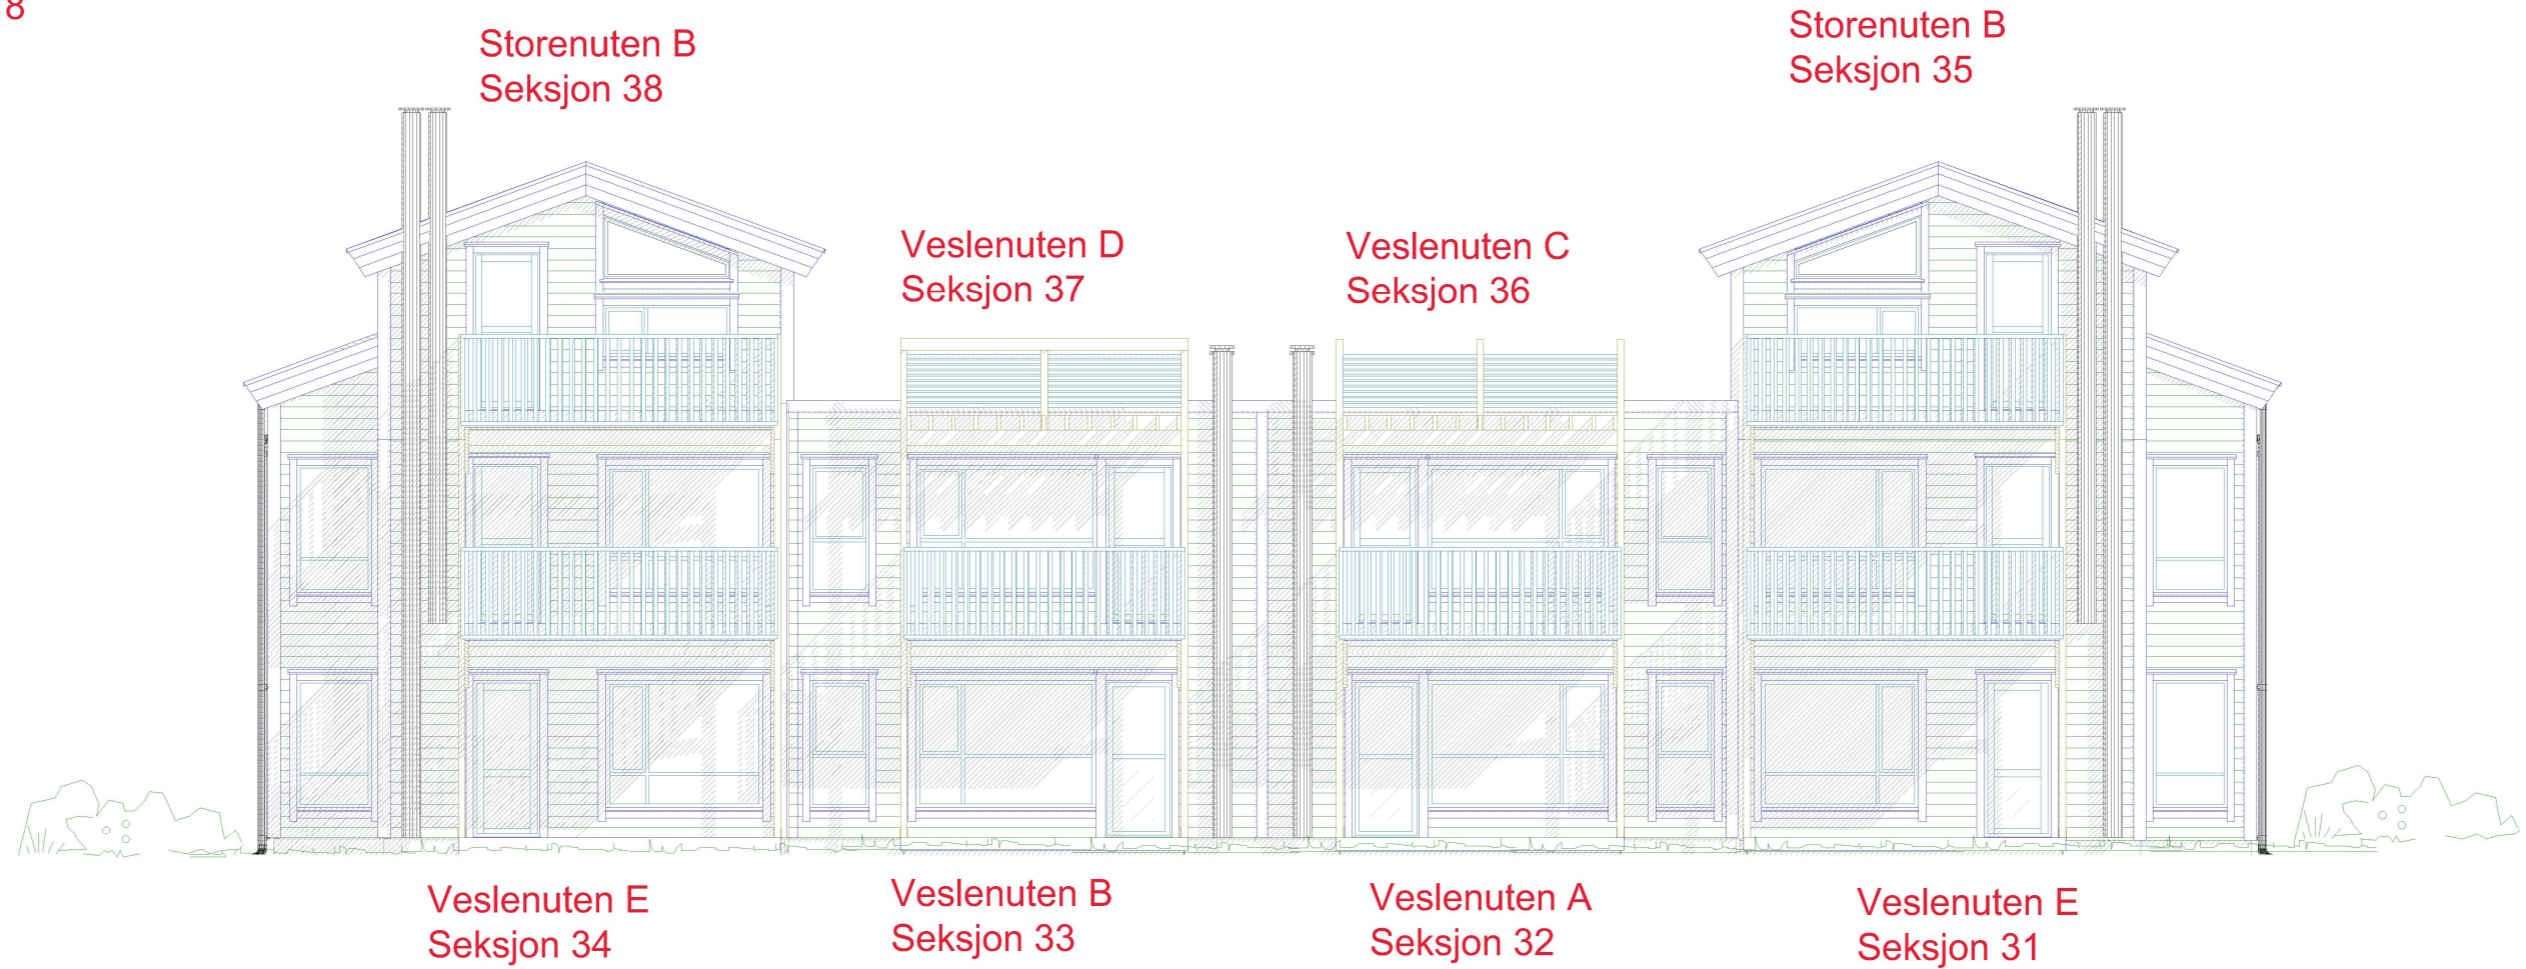 8
Storenuten B
Seksjon 38
Storenuten B
Seksjon 35
Veslenuten D
Seksjon 37
Veslenuten C
Seksjon 36
Veslenuten E
Seksjon 34
Veslenuten B
Seksjon 33
Veslenuten A
Seksjon 32
Veslenuten E
Seksjon 31